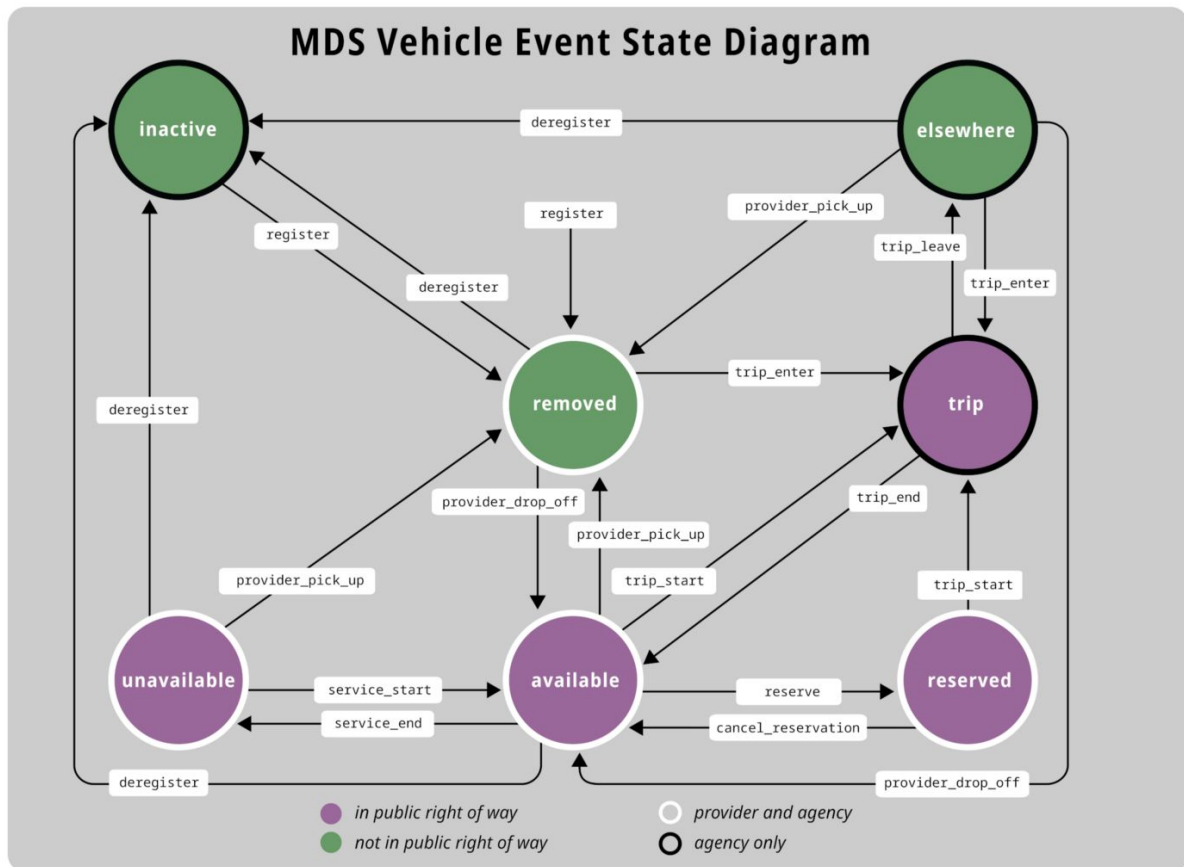 MDS Vehicle Event State Diagram
inactive
elsewhere
deregister
register
register
provider_pick_up
trip_leave
deregister
trip_enter
removed
trip_enter
trip
deregister
provider_drop_off
trip_end
provider_pick_up
provider_pick_up
trip_start
trip_start
unavailable
available
reserved
service_start
reserve
service_end
cancel_reservation
deregister
provider_drop_off
in public right of way
provider and agency
not in public right of way
agency only